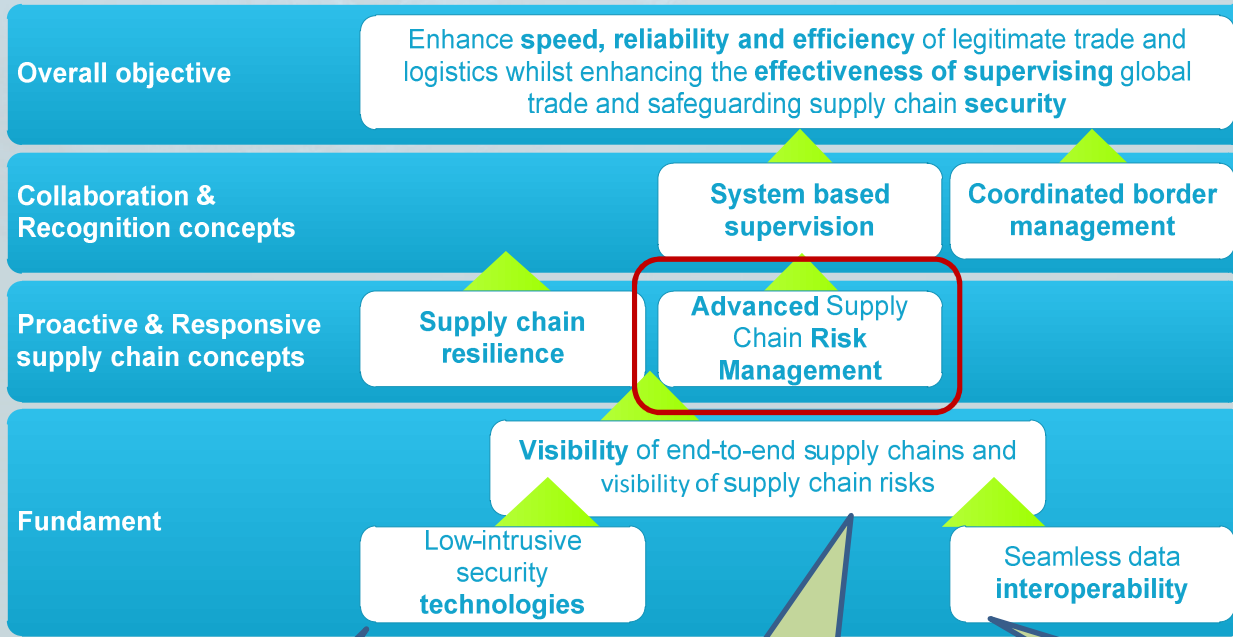 Overall objective
Enhance speed, reliability and efficiency of legitimate trade and
logistics whilst enhancing the effectiveness of supervising global
trade and safeguarding supply chain security
Collaboration &
Recognition concepts
System based
supervision
Coordinated border
management
Proactive & Responsive
supply chain concepts
Supply chain
resilience
Advanced Supply
Chain Risk
Management
Fundament
Visibility of end-to-end supply chains and
visibility of supply chain risks
Low-intrusive
security
technologies
Seamless data
interoperability